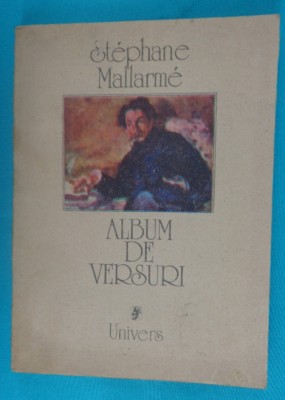 Stéphane
Mallarmé
ALBUM
DE
VERSURI
Univers